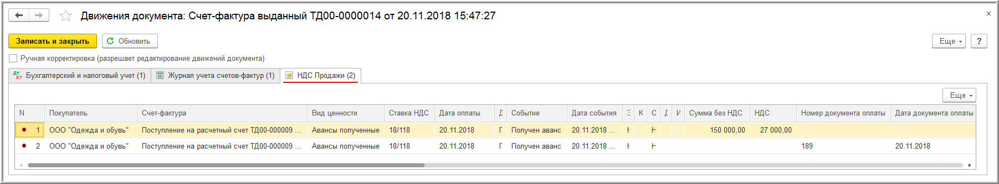 Движения документа: Счет-фактура выданный ТД00-0000014 от 20.11.2018 15:47:27 ×
Записать и закрыть Обновить Еще ?
Ручная корректировка (разрешает редактирование движений документа)
Дт Кт Бухгалтерский и налоговый учет (1) Журнал учета счетов-фактур (1) НДС Продажи (2)
Еще
N Покупатель Счет-фактура Вид ценности Ставка НДС Дата оплаты Событие Дата события К С И Сумма без НДС НДС Номер документа оплаты Дата документа оплаты
1 ООО "Одежда и обувь" Поступление на расчетный счет ТД00-000009 ... Авансы полученные 18/118 20.11.2018 Получен аванс 20.11.2018 ... 150 000,00 27 000,00
2 ООО "Одежда и обувь" Поступление на расчетный счет ТД00-000009 ... Авансы полученные 18/118 20.11.2018 Получен аванс 20.11.2018 ... 189 20.11.2018